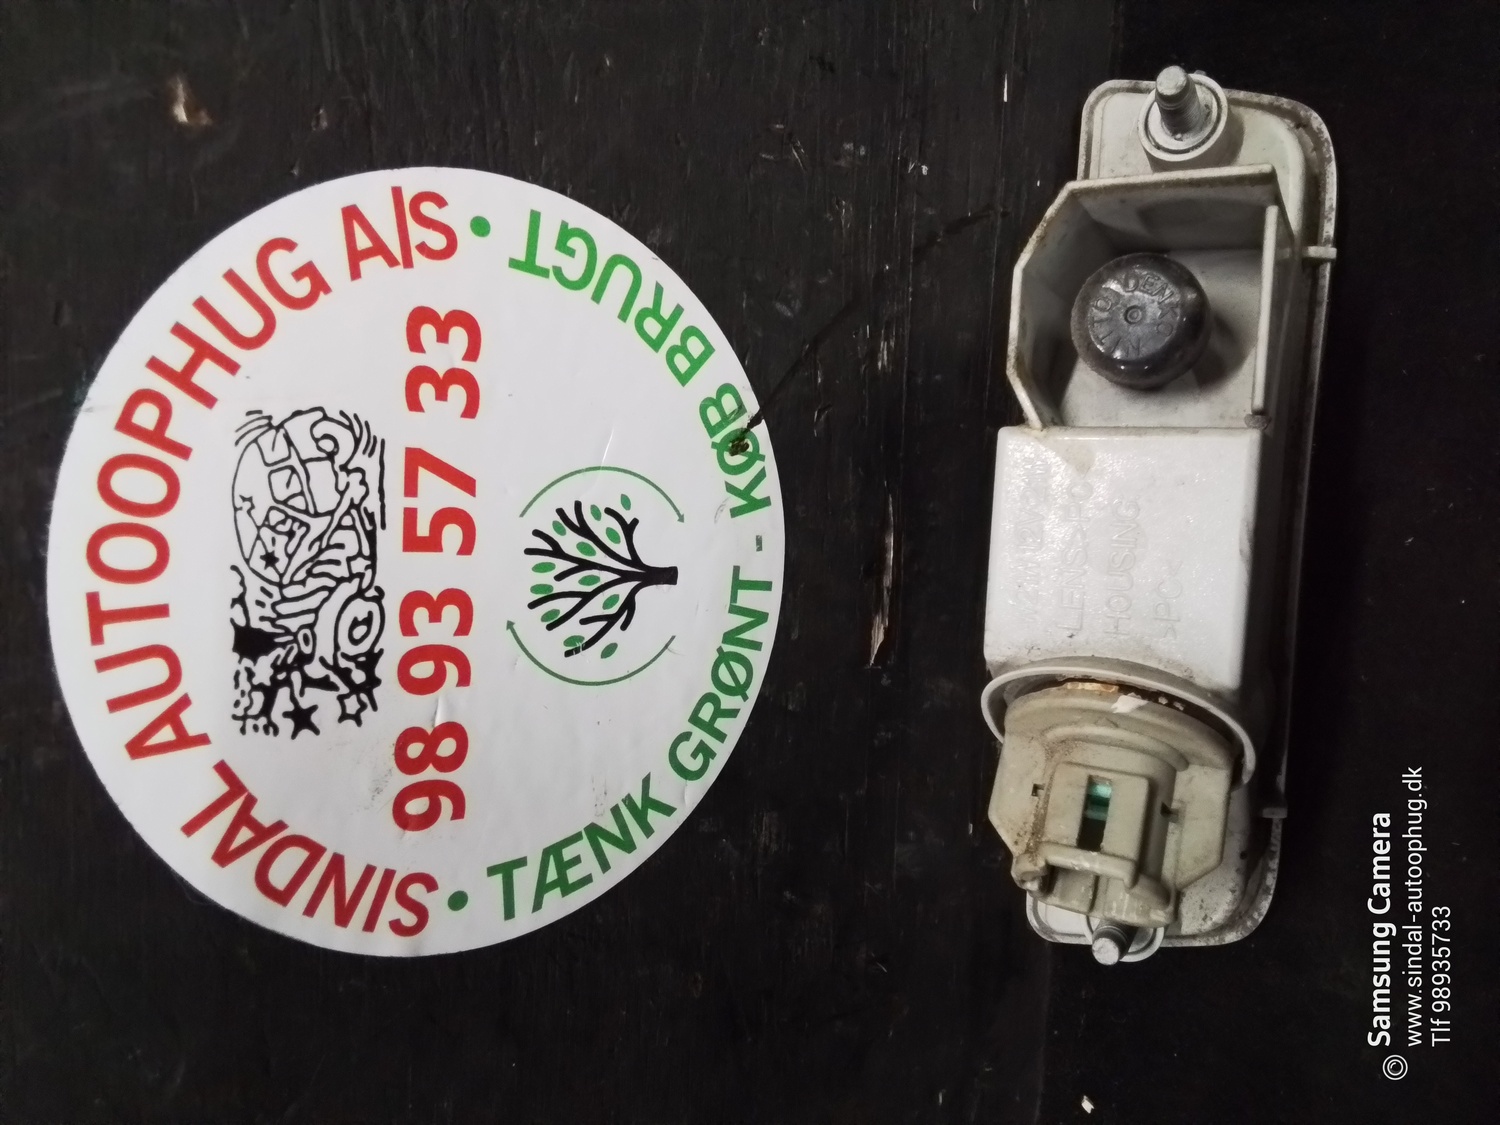 SINDAL AUTOOPHUG A/S
98 93 57 33
• TÆNK GRØNT - KØB BRUGT •
LENS>PC<
HOUSING
>PC<
© Samsung Camera
www.sindal-autoophug.dk
Tlf 98935733